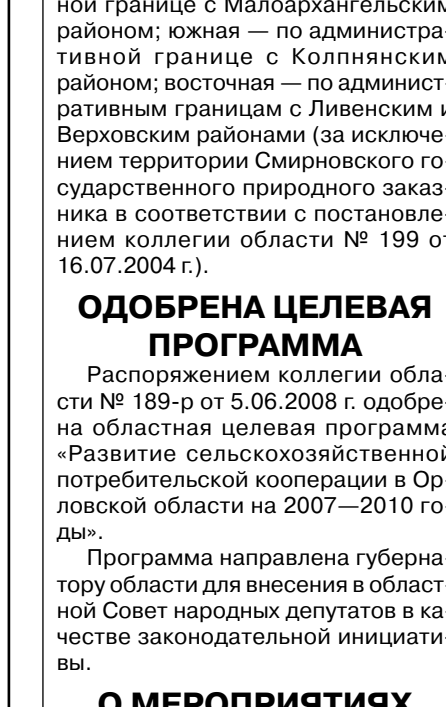 ной границе с Малоархангельским
районом; южная — по администра-
тивной границе с Колпнянским
районом; восточная — по админист-
ративным границам с Ливенским и
Верховским районами (за исключе-
нием территории Смирновского го-
сударственного природного заказ-
ника в соответствии с постановле-
нием коллегии области № 199 от
16.07.2004 г.).
ОДОБРЕНА ЦЕЛЕВАЯ
ПРОГРАММА
Распоряжением коллегии обла-
сти № 189-р от 5.06.2008 г. одобре-
на областная целевая программа
«Развитие сельскохозяйственной
потребительской кооперации в Ор-
ловской области на 2007—2010 го-
ды».
Программа направлена губерна-
тору области для внесения в област-
ной Совет народных депутатов в ка-
честве законодательной инициати-
вы.
О МЕРОПРИЯТИЯХ